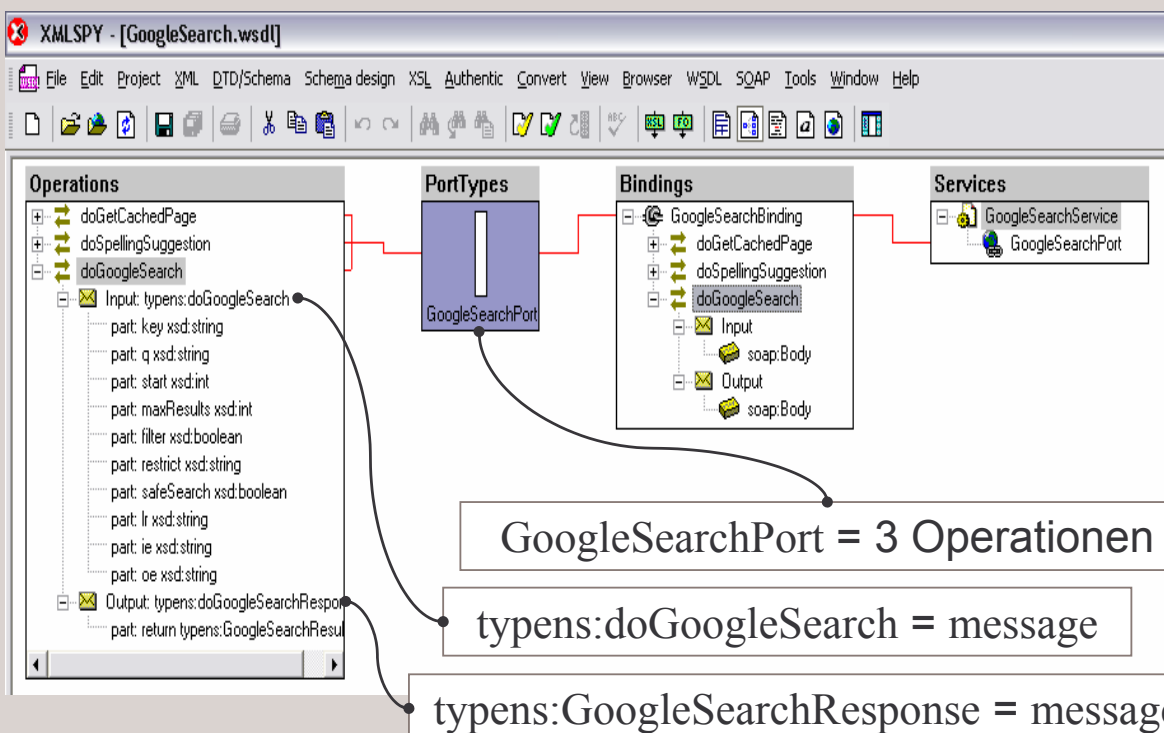 XMLSPY - [GoogleSearch.wsdl]
File Edit Project XML DTD/Schema Schema design XSL Authentic Convert View Browser WSDL SOAP Tools Window Help
Operations
doGetCachedPage
doSpellingSuggestion
doGoogleSearch
Input: typens:doGoogleSearch
part: key xsd:string
part: q xsd:string
part: start xsd:int
part: maxResults xsd:int
part: filter xsd:boolean
part: restrict xsd:string
part: safeSearch xsd:boolean
part: lr xsd:string
part: ie xsd:string
part: oe xsd:string
Output: typens:doGoogleSearchRespon
part: return typens:GoogleSearchResul
PortTypes
GoogleSearchPort
Bindings
GoogleSearchBinding
doGetCachedPage
doSpellingSuggestion
doGoogleSearch
Input
soap:Body
Output
soap:Body
Services
GoogleSearchService
GoogleSearchPort
GoogleSearchPort = 3 Operationen
typens:doGoogleSearch = message
typens:GoogleSearchResponse = message